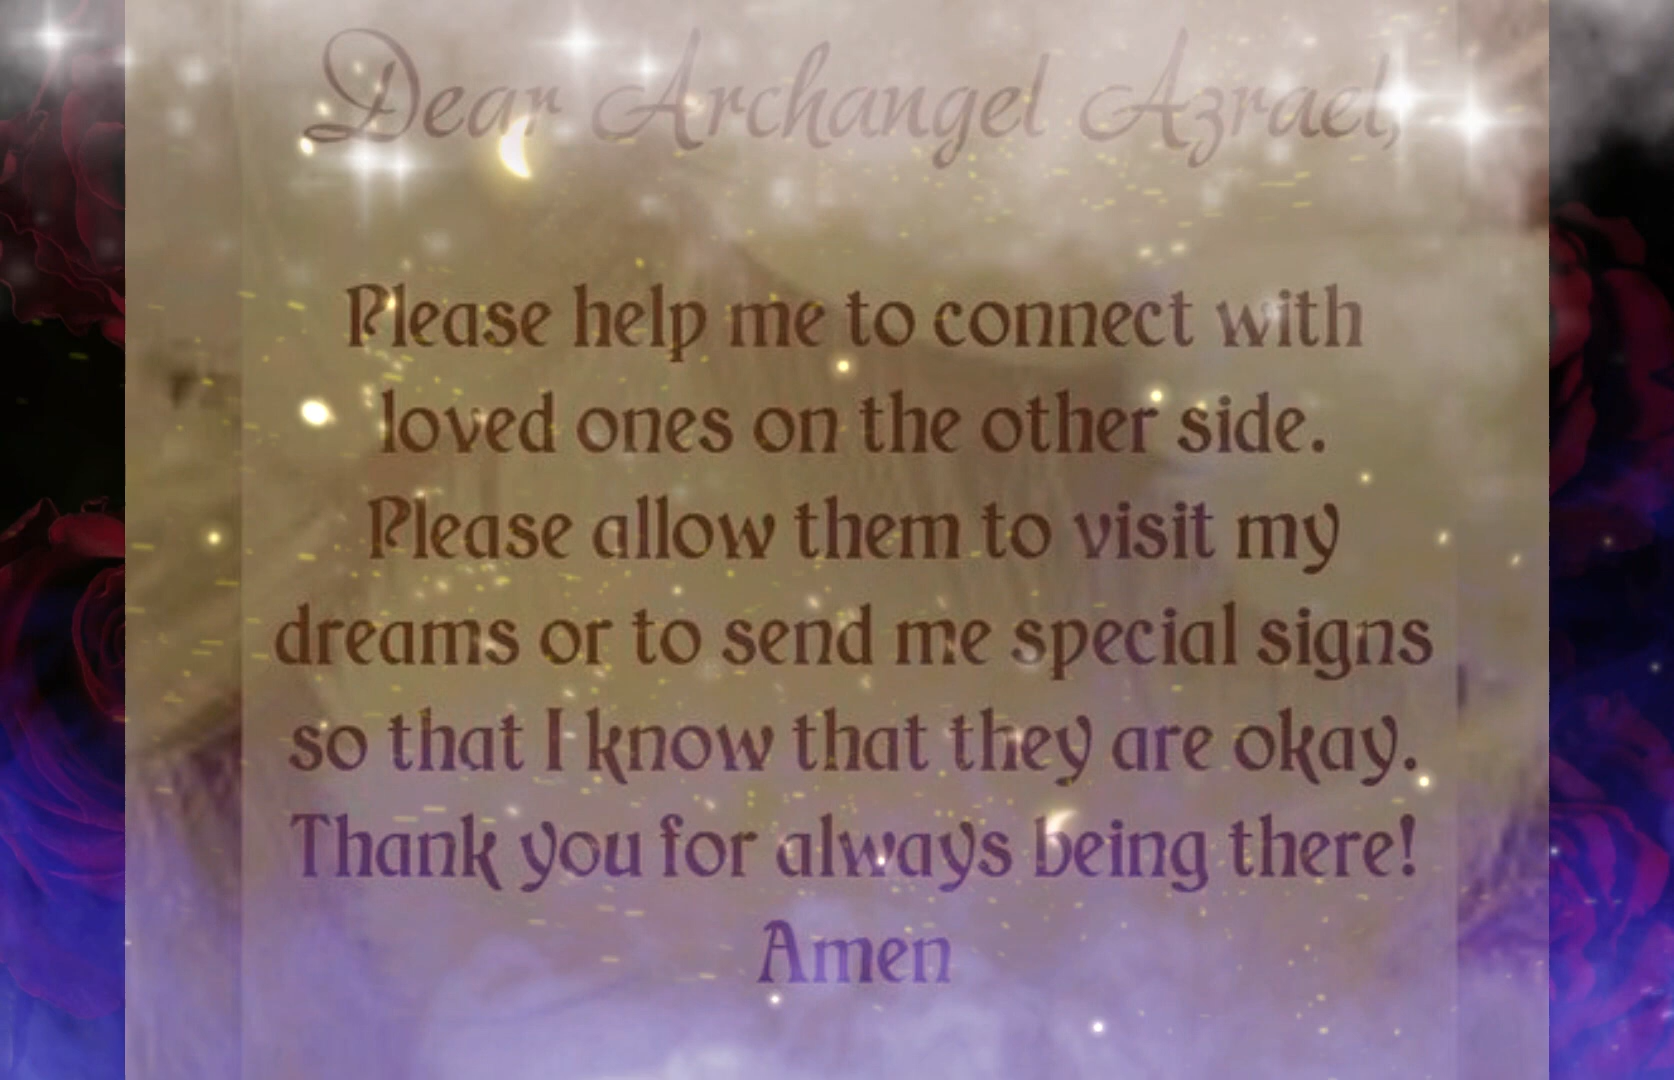 Dear Archangel Azrael,
Please help me to connect with
loved ones on the other side.
Please allow them to visit my
dreams or to send me special signs
so that I know that they are okay.
Thank you for always being there!
Amen